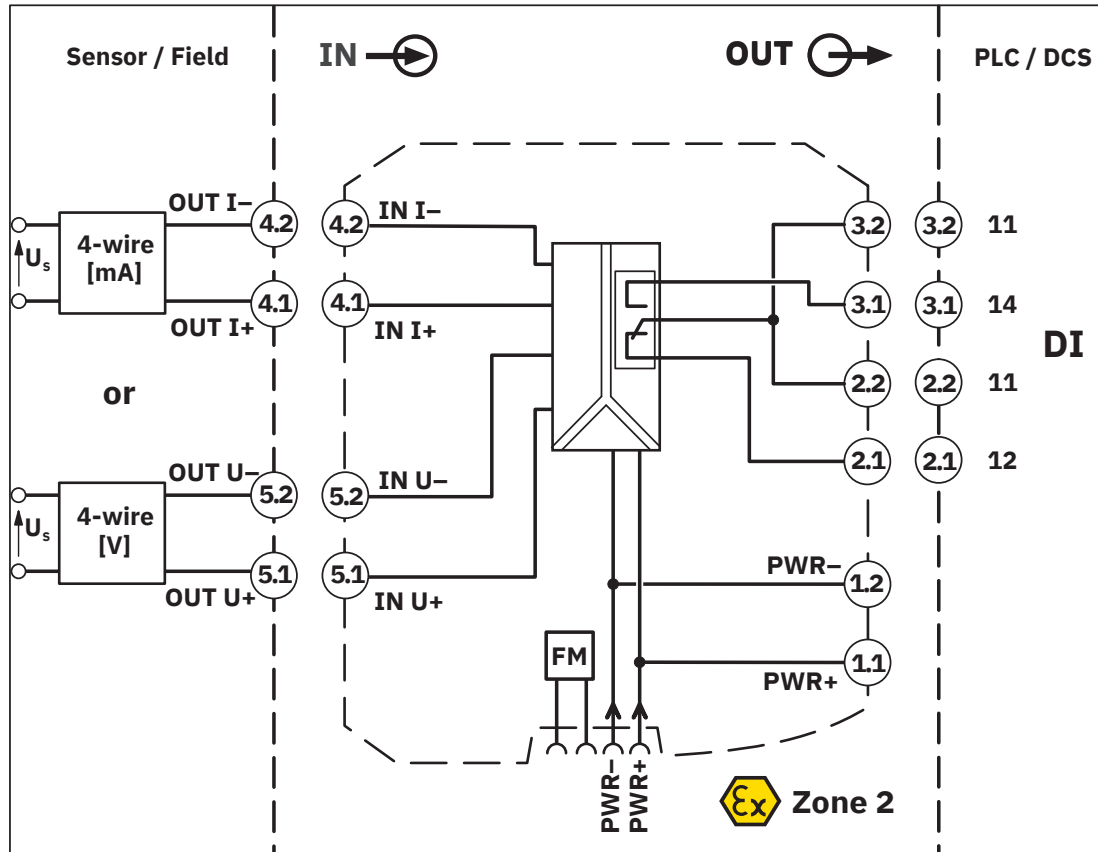 Sensor / Field
IN
OUT
PLC / DCS
OUT I–
4.2
4.2
IN I–
3.2
3.2
11
Us
4-wire
[mA]
4.1
4.1
OUT I+
IN I+
3.1
3.1
14
DI
or
2.2
2.2
11
2.1
2.1
12
OUT U–
5.2
5.2
IN U–
Us
4-wire
[V]
5.1
5.1
OUT U+
IN U+
PWR–
1.2
FM
1.1
PWR+
PWR–
PWR+
Ex
Zone 2